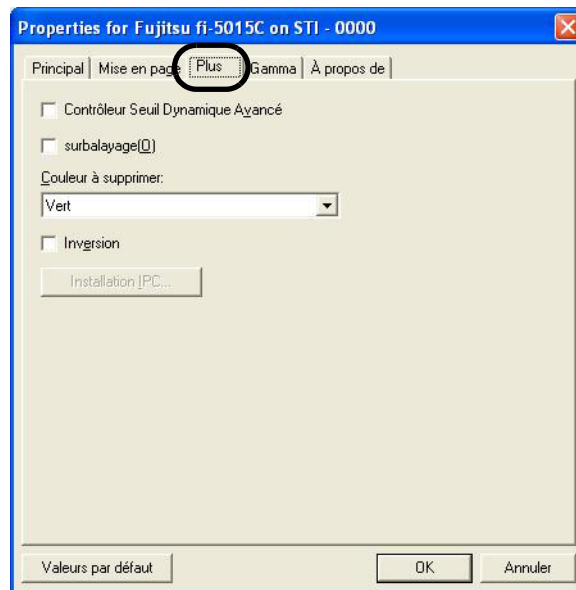 Properties for Fujitsu fi-5015C on STI - 0000
Principal Mise en page Plus Gamma À propos de
Contrôleur Seuil Dynamique Avancé
surbalayage(O)
Couleur à supprimer:
Vert
Inversion
Installation IPC...
Valeurs par défaut OK Annuler